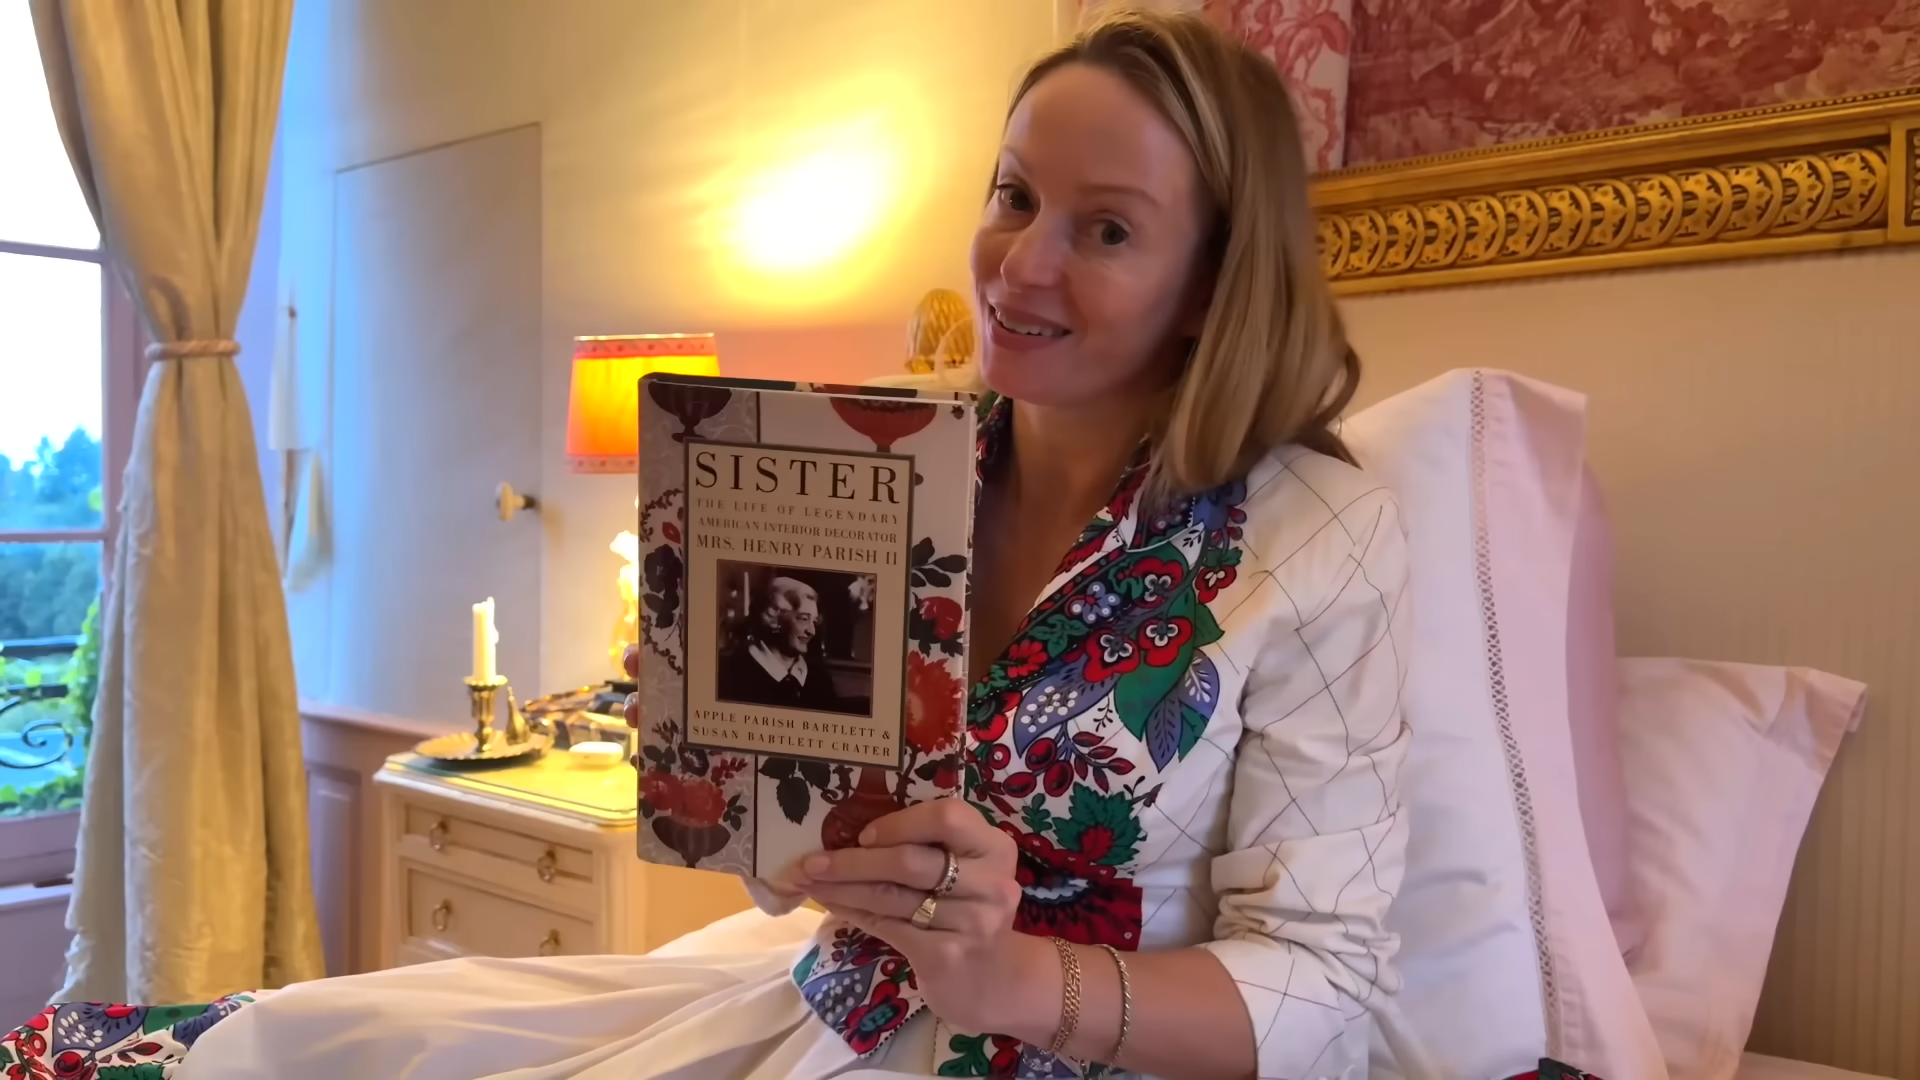 SISTER
THE LIFE OF LEGENDARY
AMERICAN INTERIOR DECORATOR
MRS. HENRY PARISH II
APPLE PARISH BARTLETT &
SUSAN BARTLETT CRATER